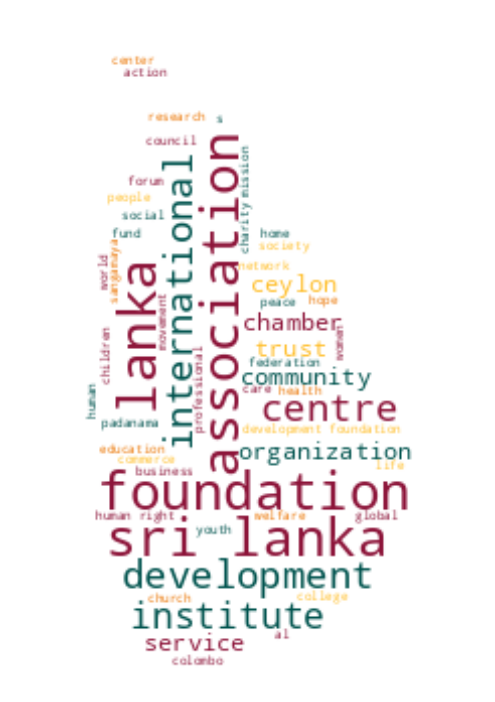 center
action
research
s
council
association
international
charity
mission
forum
people
social
fund
home
society
world
sangamaya
lanka
movement
network
ceylon
peace
hope
chamber
women
children
professional
trust
federation
community
human
care
health
centre
padanama
development foundation
education
organization
commerce
life
business
foundation
human right
welfare
global
youth
sri lanka
development
church
college
institute
service
al
colombo